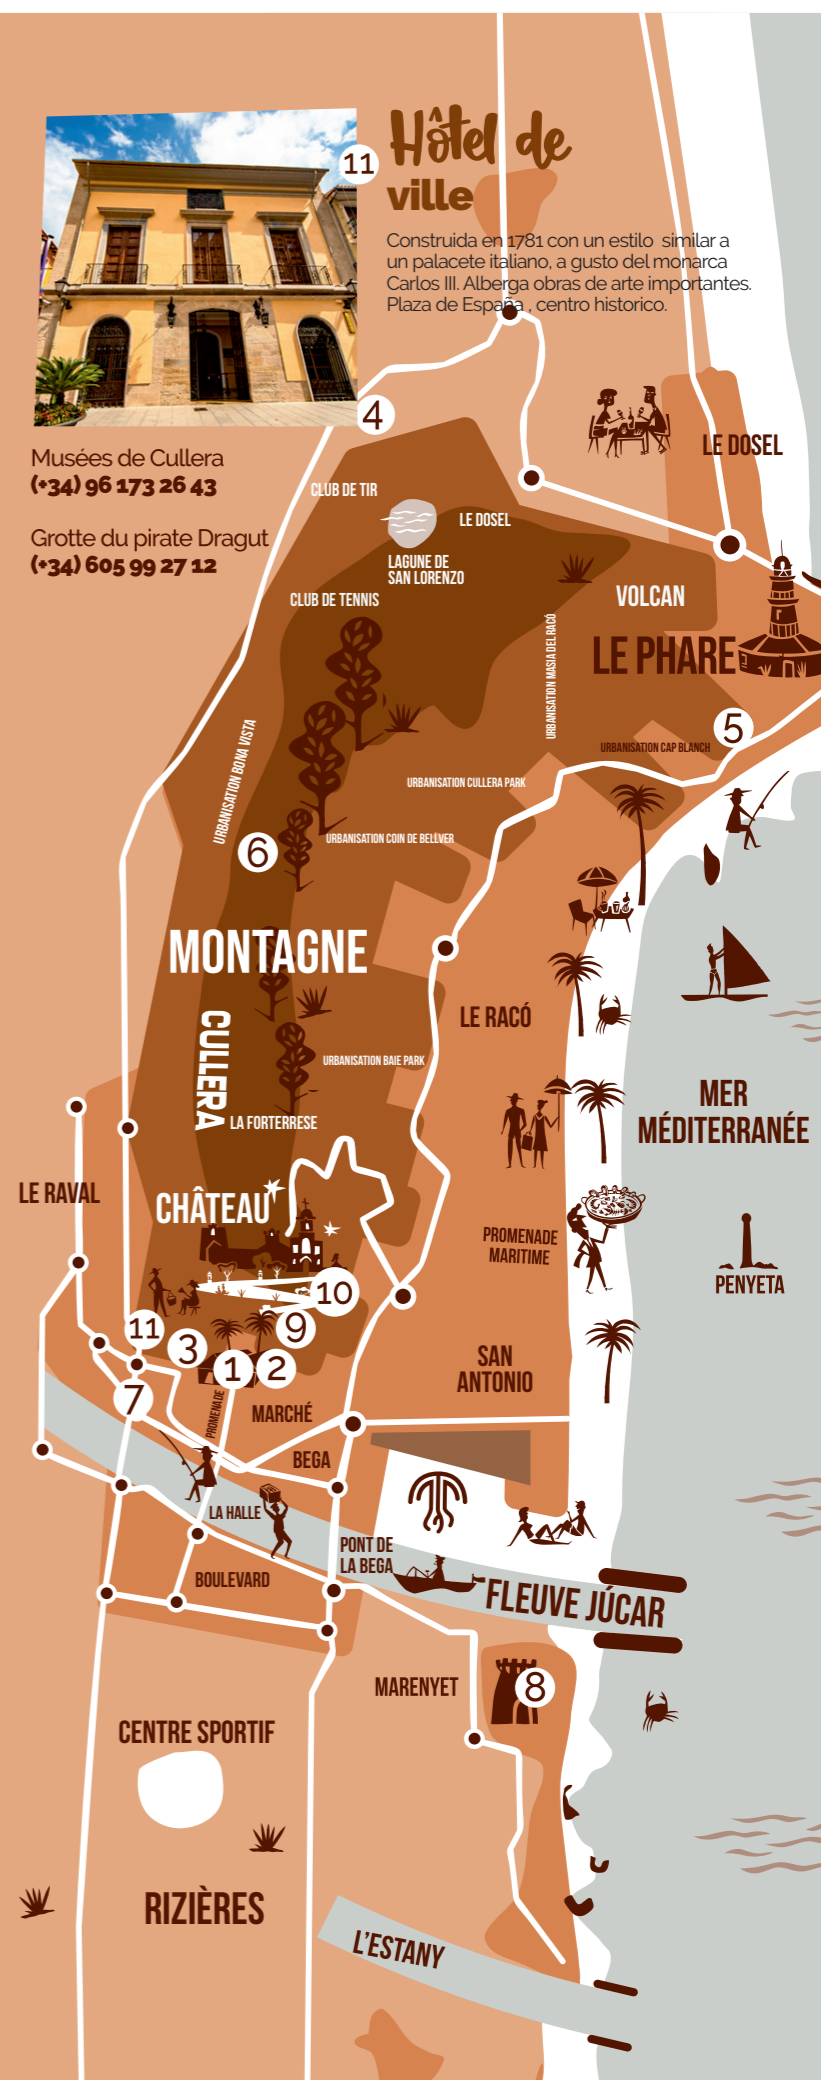 11
Hôtel de
ville
Construida en 1781 con un estilo similar a
un palacete italiano, a gusto del monarca
Carlos III. Alberga obras de arte importantes.
Plaza de España , centro historico.
4
Musées de Cullera
(+34) 96 173 26 43
Grotte du pirate Dragut
(+34) 605 99 27 12
LE DOSEL
CLUB DE TIR
LE DOSEL
LAGUNE DE
SAN LORENZO
CLUB DE TENNIS
VOLCAN
LE PHARE
URBANISATION MASIA DEL RACÓ
5
URBANISATION CAP BLANCH
URBANISATION BONA VISTA
URBANISATION CULLERA PARK
URBANISATION COIN DE BELLVER
6
MONTAGNE
CULLERA
LE RACÓ
URBANISATION BAIE PARK
MER
MÉDITERRANÉE
LA FORTERRESE
LE RAVAL
CHÂTEAU
PROMENADE
MARITIME
PENYETA
10
11
9
3
1
2
SAN
ANTONIO
7
PROMENADE
MARCHÉ
BEGA
LA HALLE
PONT DE
LA BEGA
BOULEVARD
FLEUVE JÚCAR
MARENYET
8
CENTRE SPORTIF
RIZIÈRES
L'ESTANY